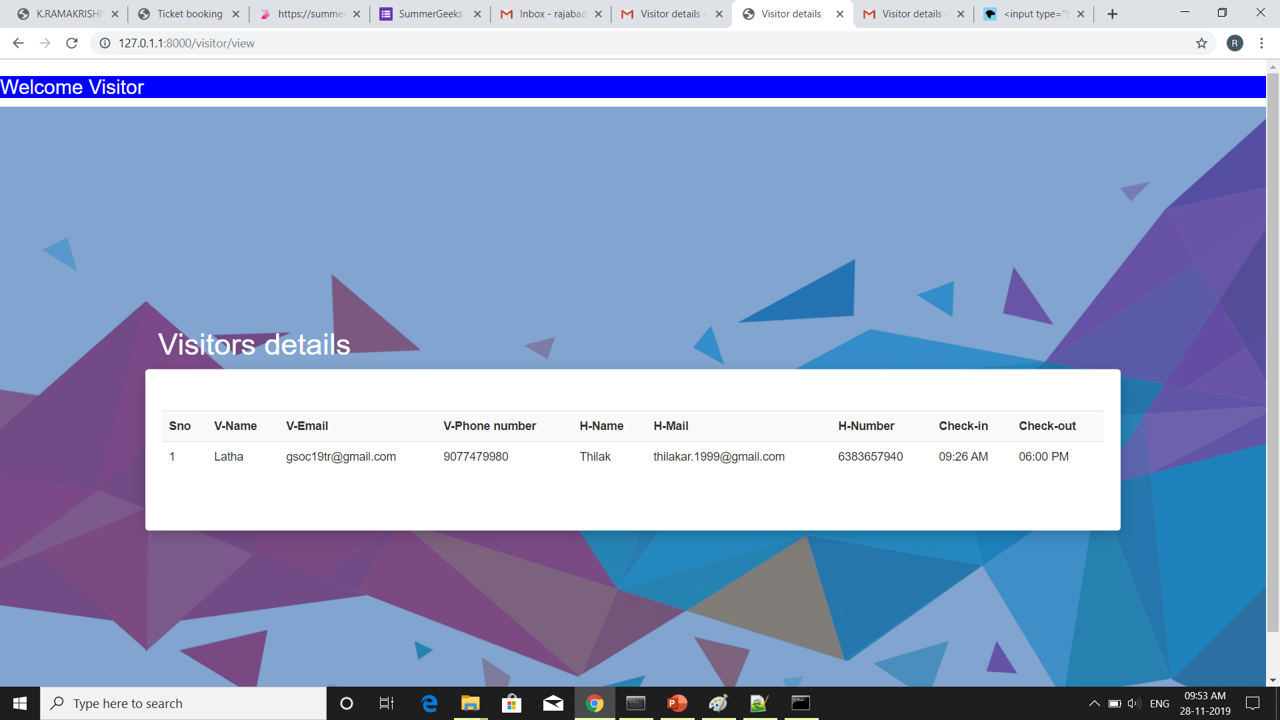 K.RAMAKRISHN Ticket booking https://summer SummerGeeks Inbox - rajabad Visitor details - Visitor details Visitor details - <input type="t
127.0.1.1:8000/visitor/view R
Welcome Visitor
Visitors details
Sno V-Name V-Email V-Phone number H-Name H-Mail H-Number Check-in Check-out
1 Latha gsoc19tr@gmail.com 9077479980 Thilak thilakar.1999@gmail.com 6383657940 09:26 AM 06:00 PM
Type here to search ENG 09:53 AM
28-11-2019